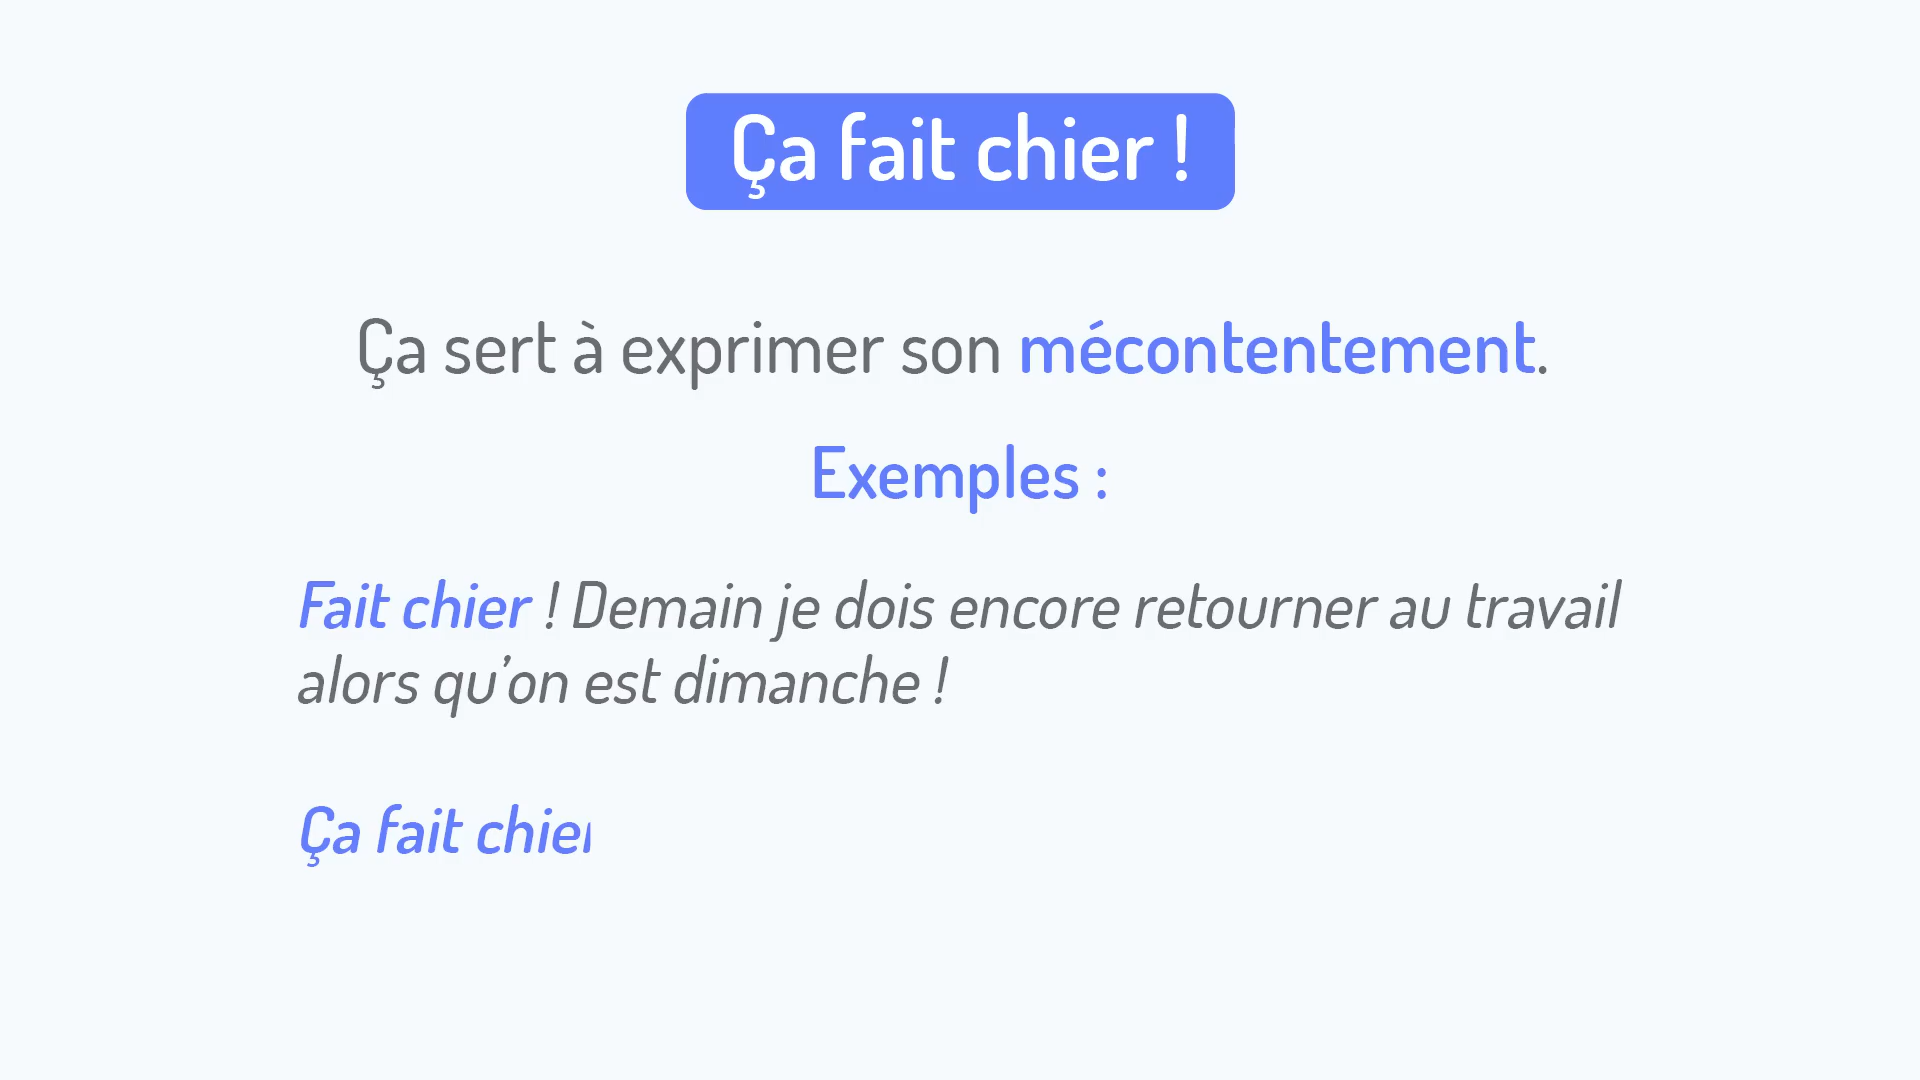 Ça fait chier !
Ça sert à exprimer son mécontentement.
Exemples :
Fait chier ! Demain je dois encore retourner au travail
alors qu’on est dimanche !
Ça fait chier